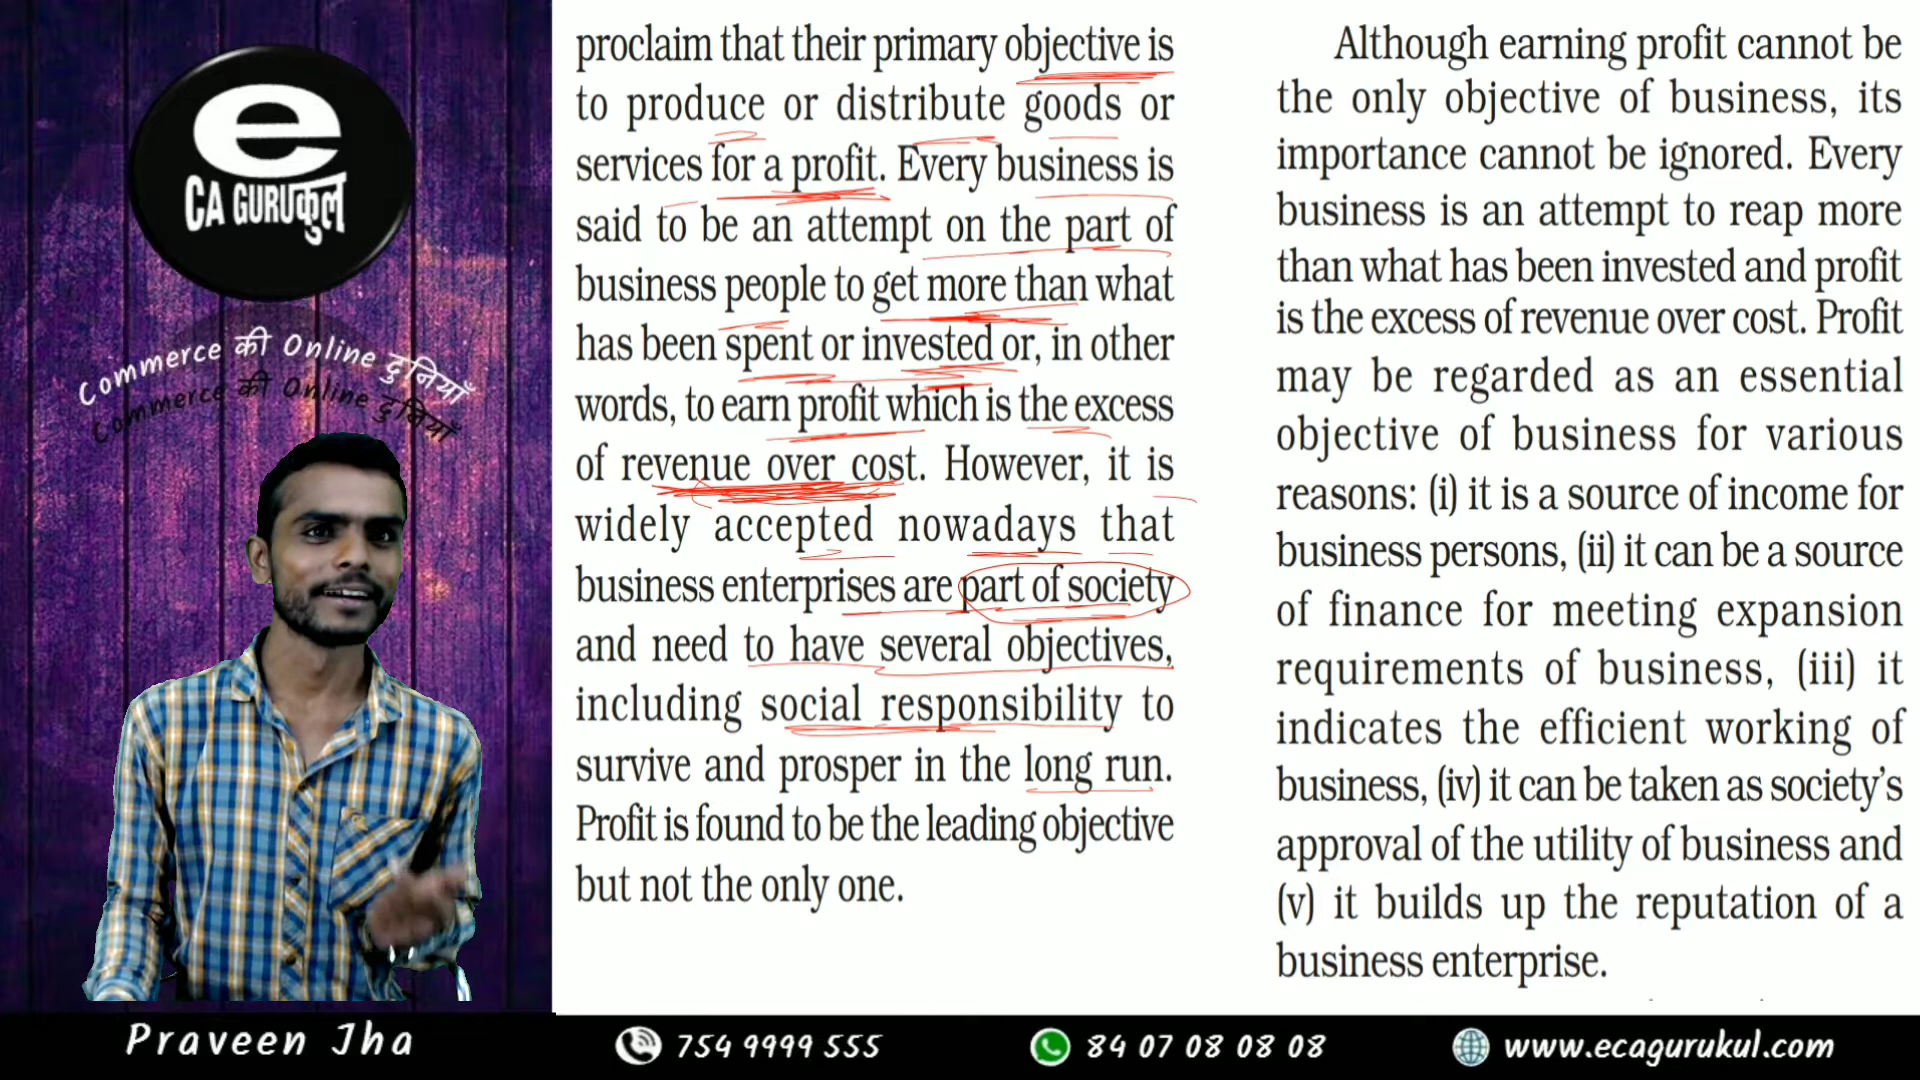 e
CA GURUकुल
Commerce की Online दुनियाँ
Commerce की Online दुनियाँ
proclaim that their primary objective is
to produce or distribute goods or
services for a profit. Every business is
said to be an attempt on the part of
business people to get more than what
has been spent or invested or, in other
words, to earn profit which is the excess
of revenue over cost. However, it is
widely accepted nowadays that
business enterprises are part of society
and need to have several objectives,
including social responsibility to
survive and prosper in the long run.
Profit is found to be the leading objective
but not the only one.
Although earning profit cannot be
the only objective of business, its
importance cannot be ignored. Every
business is an attempt to reap more
than what has been invested and profit
is the excess of revenue over cost. Profit
may be regarded as an essential
objective of business for various
reasons: (i) it is a source of income for
business persons, (ii) it can be a source
of finance for meeting expansion
requirements of business, (iii) it
indicates the efficient working of
business, (iv) it can be taken as society’s
approval of the utility of business and
(v) it builds up the reputation of a
business enterprise.
Praveen Jha
754 9999 555
84 07 08 08 08
www.ecagurukul.com